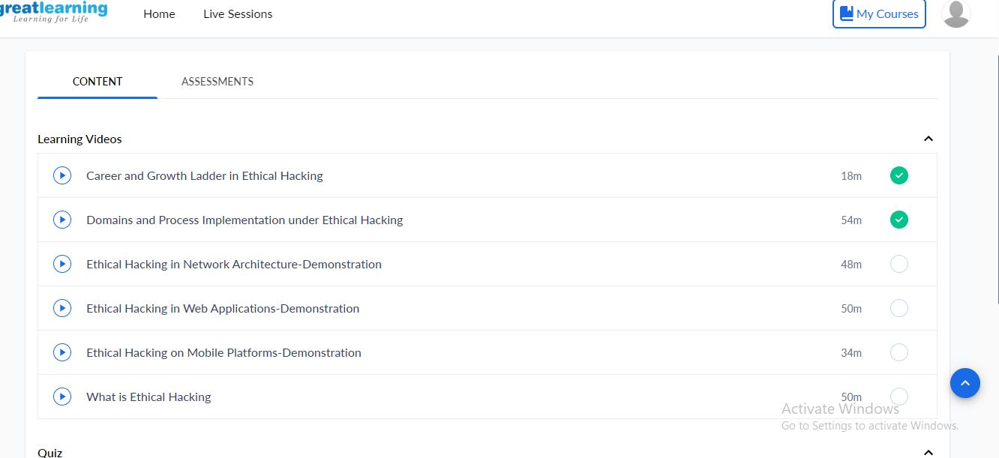 greatlearning
Learning for Life
Home
Live Sessions
My Courses
CONTENT
ASSESSMENTS
Learning Videos
Career and Growth Ladder in Ethical Hacking 18m
Domains and Process Implementation under Ethical Hacking 54m
Ethical Hacking in Network Architecture-Demonstration 48m
Ethical Hacking in Web Applications-Demonstration 50m
Ethical Hacking on Mobile Platforms-Demonstration 34m
What is Ethical Hacking 50m
Activate Windows
Go to Settings to activate Windows.
Quiz